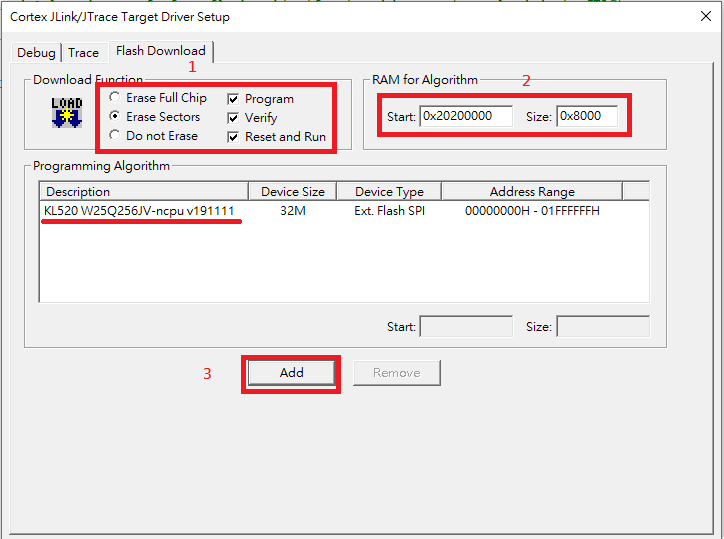 Cortex JLink/JTrace Target Driver Setup
Debug Trace Flash Download
1
Download Function
LOAD
Erase Full Chip
Erase Sectors
Do not Erase
Program
Verify
Reset and Run
RAM for Algorithm
2
Start: 0x20200000 Size: 0x8000
Programming Algorithm
Description Device Size Device Type Address Range
KL520 W25Q256JV-ncpu v191111 32M Ext. Flash SPI 00000000H - 01FFFFFFH
Start: Size:
3
Add Remove